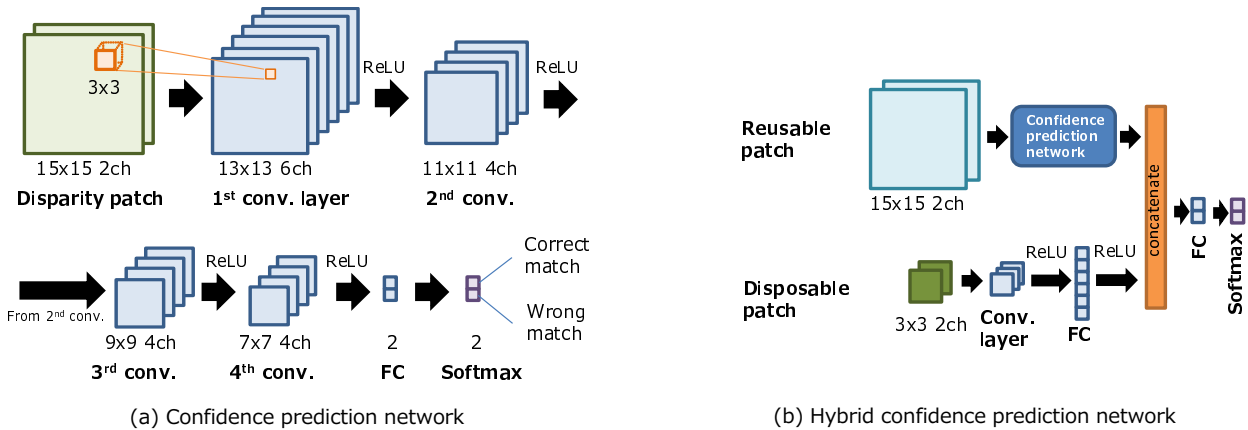 3x3
15x15 2ch
Disparity patch
13x13 6ch
1st conv. layer
ReLU
11x11 4ch
2nd conv.
ReLU
From 2nd conv.
9x9 4ch
3rd conv.
ReLU
7x7 4ch
4th conv.
ReLU
2
FC
2
Softmax
Correct
match
Wrong
match
(a) Confidence prediction network
Reusable
patch
15x15 2ch
Confidence
prediction
network
concatenate
FC
Softmax
Disposable
patch
3x3 2ch
Conv.
layer
ReLU
FC
ReLU
(b) Hybrid confidence prediction network